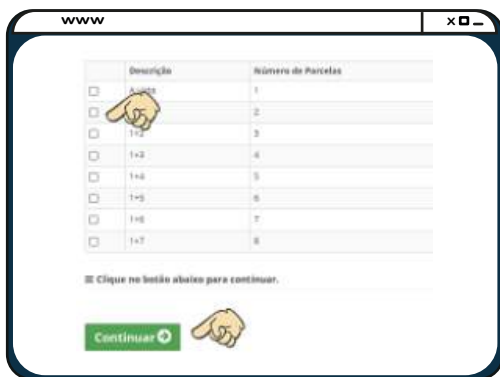 www
Descrição Número de Parcelas
1
2
1+2 3
1+3 4
1+4 5
1+5 6
1+6 7
1+7 8
Clique no botão abaixo para continuar.
Continuar